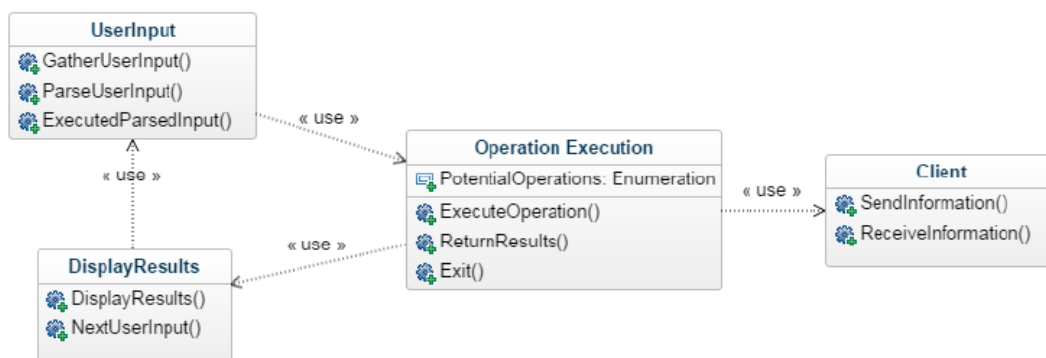 UserInput
GatherUserInput()
ParseUserInput()
ExecutedParsedInput()
« use »
Operation Execution
PotentialOperations: Enumeration
ExecuteOperation()
ReturnResults()
Exit()
« use »
Client
SendInformation()
ReceiveInformation()
« use »
« use »
DisplayResults
DisplayResults()
NextUserInput()